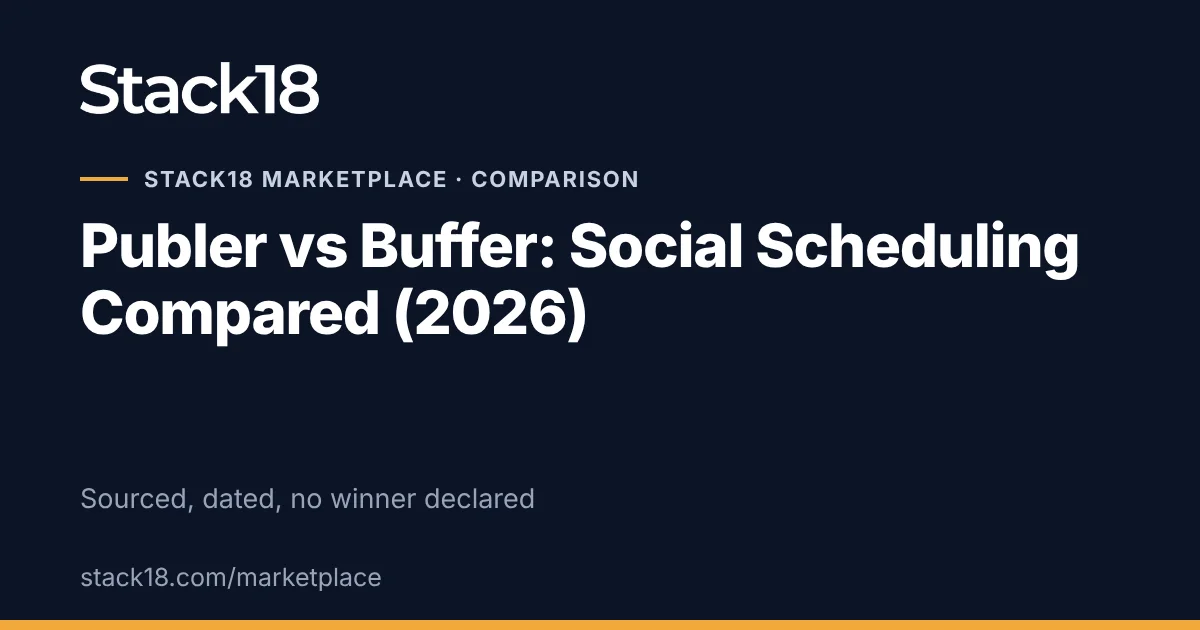 Stack18
STACK18 MARKETPLACE · COMPARISON
Publer vs Buffer: Social Scheduling
Compared (2026)
Sourced, dated, no winner declared
stack18.com/marketplace